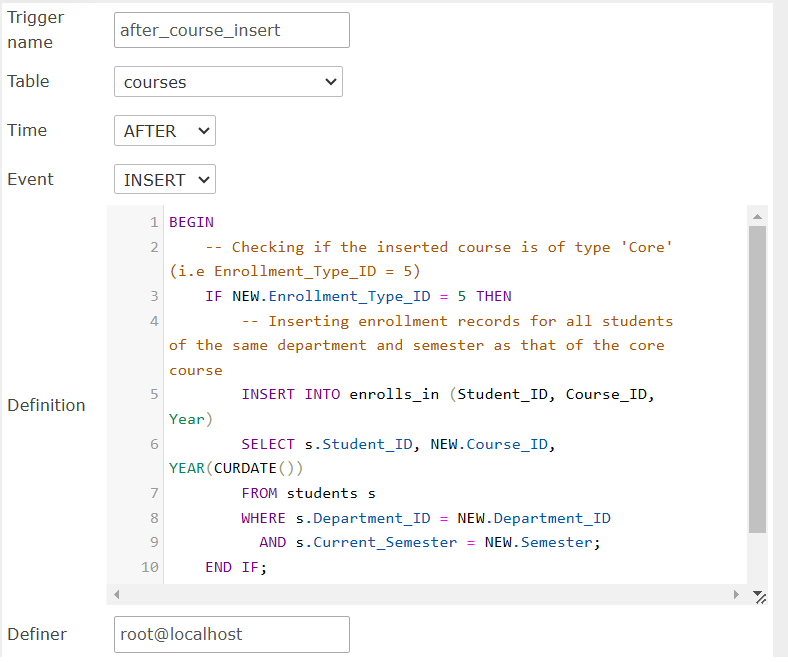 Trigger
name
after_course_insert
Table
courses
Time
AFTER
Event
INSERT
Definition
1 BEGIN
2     -- Checking if the inserted course is of type 'Core'
(i.e Enrollment_Type_ID = 5)
3     IF NEW.Enrollment_Type_ID = 5 THEN
4         -- Inserting enrollment records for all students
of the same department and semester as that of the core
course
5         INSERT INTO enrolls_in (Student_ID, Course_ID,
Year)
6         SELECT s.Student_ID, NEW.Course_ID,
YEAR(CURDATE())
7         FROM students s
8         WHERE s.Department_ID = NEW.Department_ID
9           AND s.Current_Semester = NEW.Semester;
10     END IF;
Definer
root@localhost